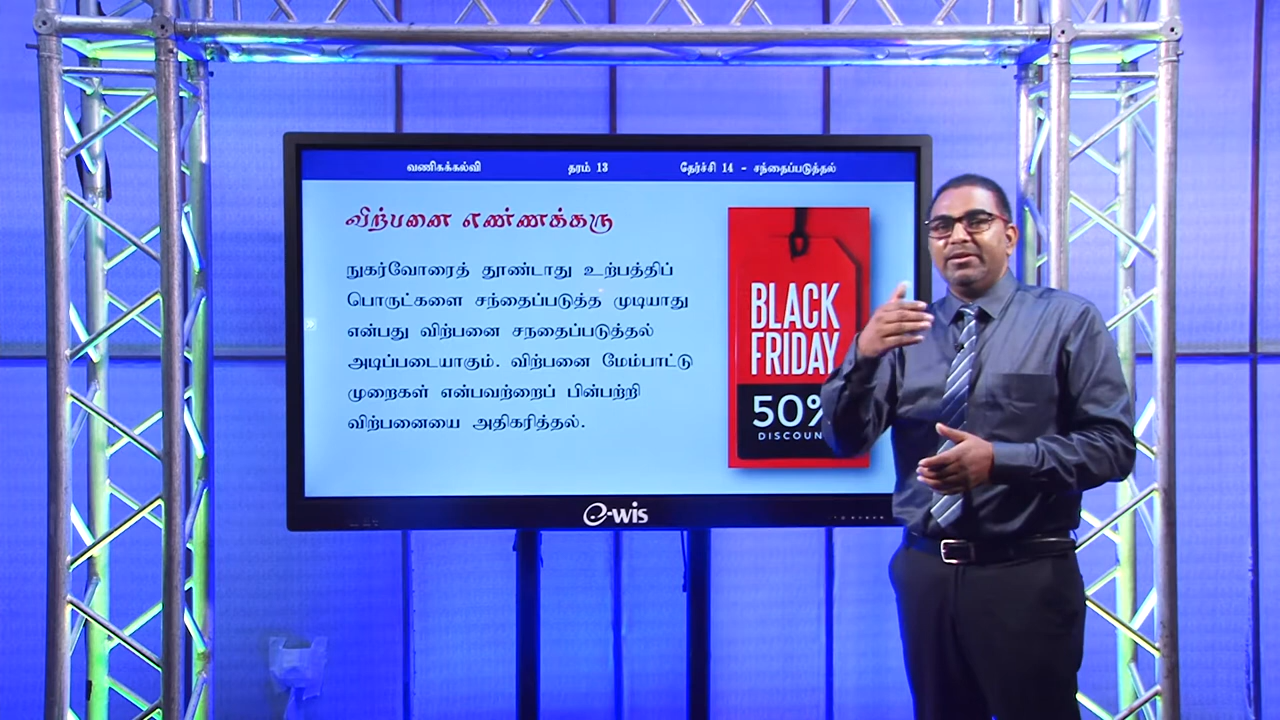 வணிகக்கல்வி தரம் 13 தேர்ச்சி 14 - சந்தைப்படுத்தல்
விற்பனை எண்ணக்கரு
நுகர்வோரைத் தூண்டாது உற்பத்திப்
பொருட்களை சந்தைப்படுத்த முடியாது
என்பது விற்பனை சநதைப்படுத்தல்
அடிப்படையாகும். விற்பனை மேம்பாட்டு
முறைகள் என்பவற்றைப் பின்பற்றி
விற்பனையை அதிகரித்தல்.
BLACK
FRIDAY
50%
DISCOUN
e-wis